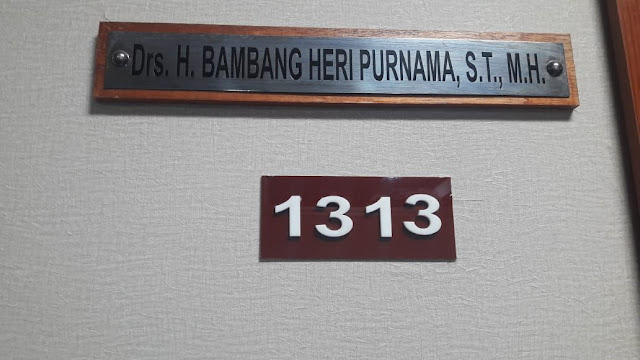 Drs. H. BAMBANG HERI PURNAMA, S.T., M.H.
1313